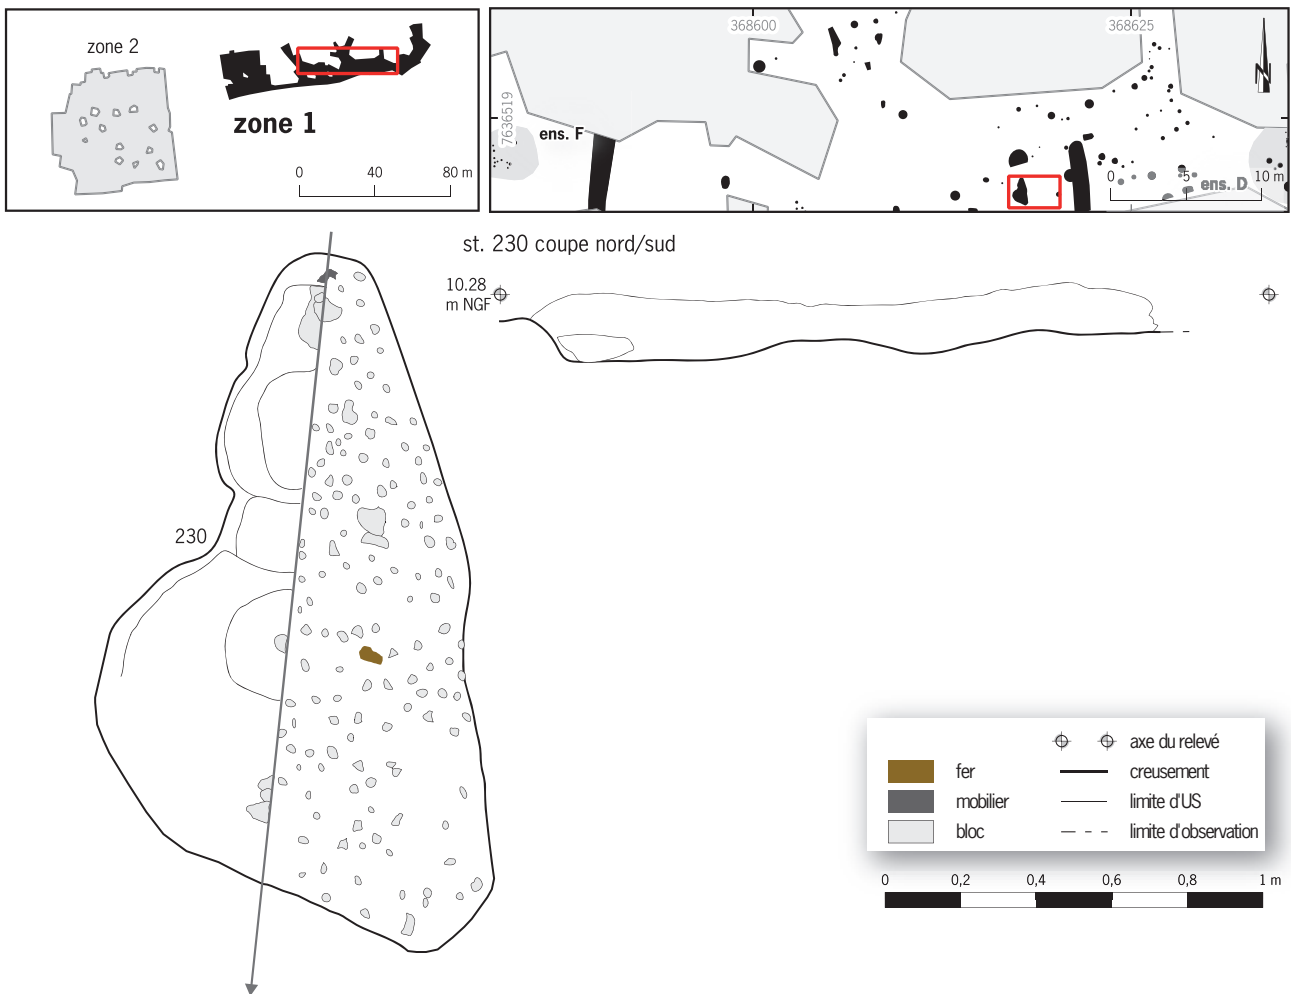 zone 2
zone 1
0 40 80 m
368600
368625
7636519
ens. F
N
0 5 10 m
ens. D
st. 230 coupe nord/sud
10.28
m NGF
230
axe du relevé
fer
creusement
mobilier
limite d'US
bloc
limite d'observation
0 0,2 0,4 0,6 0,8 1 m